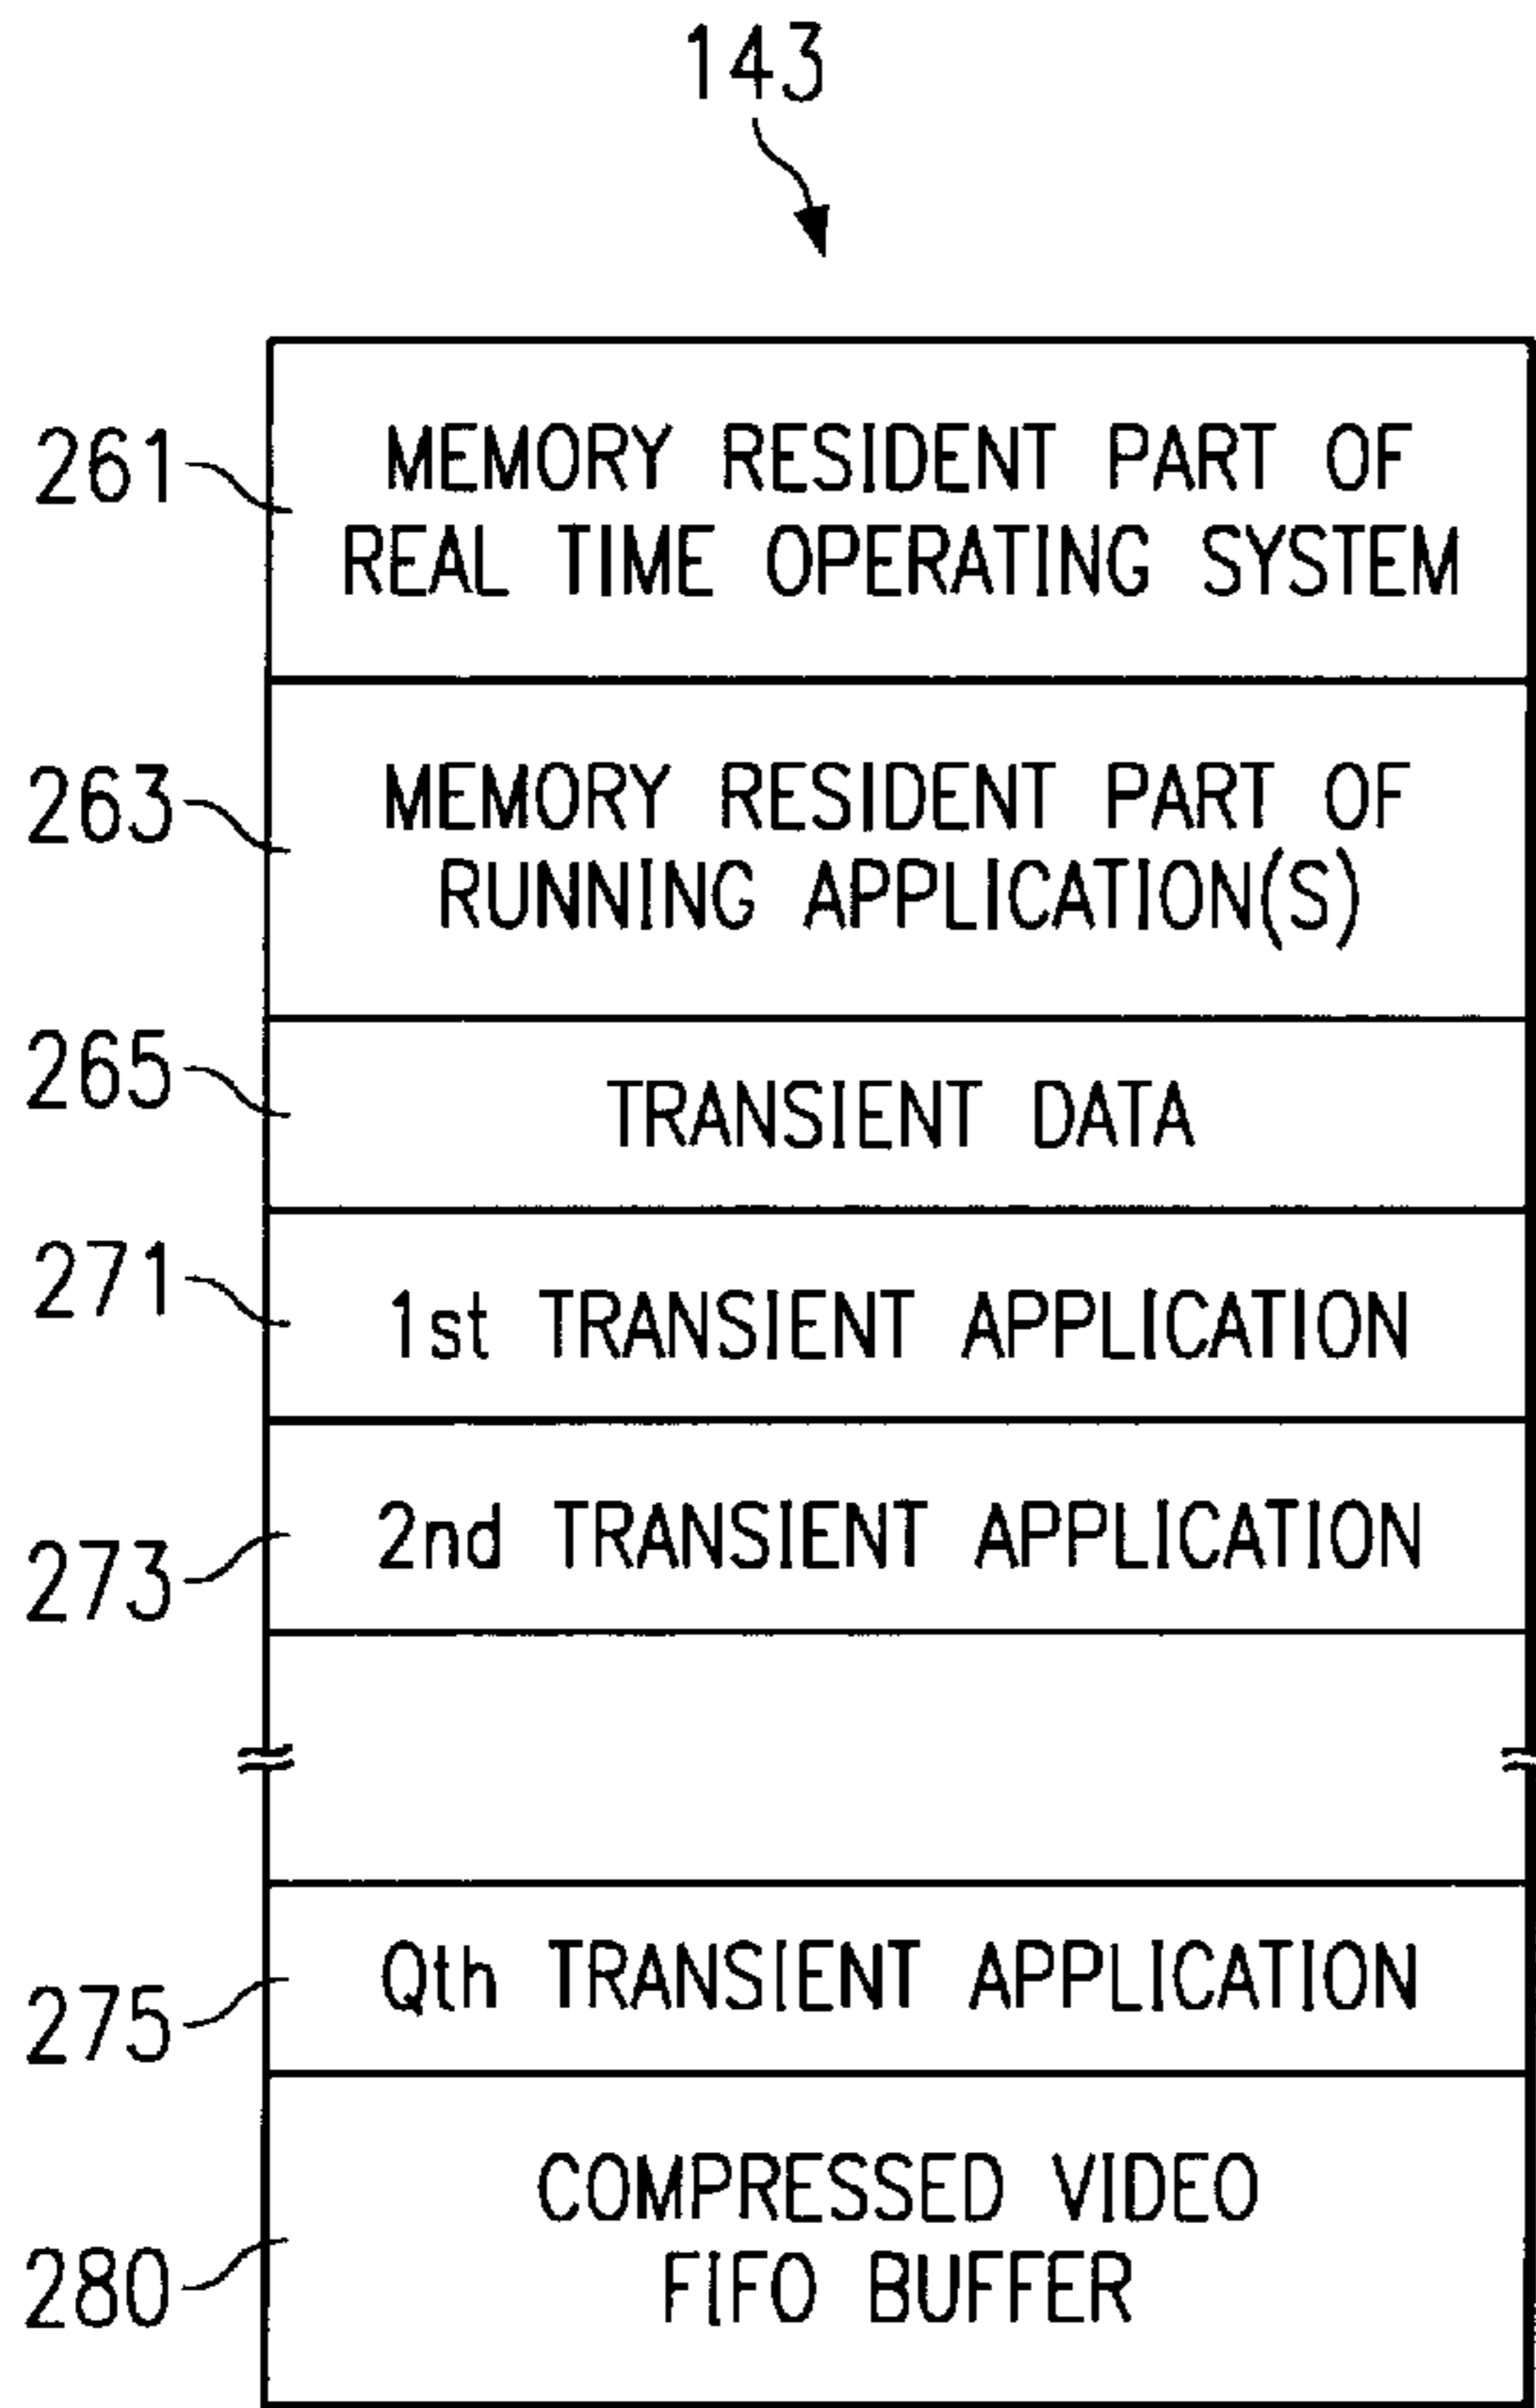 143
261
MEMORY RESIDENT PART OF
REAL TIME OPERATING SYSTEM
263
MEMORY RESIDENT PART OF
RUNNING APPLICATION(S)
265
TRANSIENT DATA
271
1st TRANSIENT APPLICATION
273
2nd TRANSIENT APPLICATION
275
Qth TRANSIENT APPLICATION
280
COMPRESSED VIDEO
FIFO BUFFER